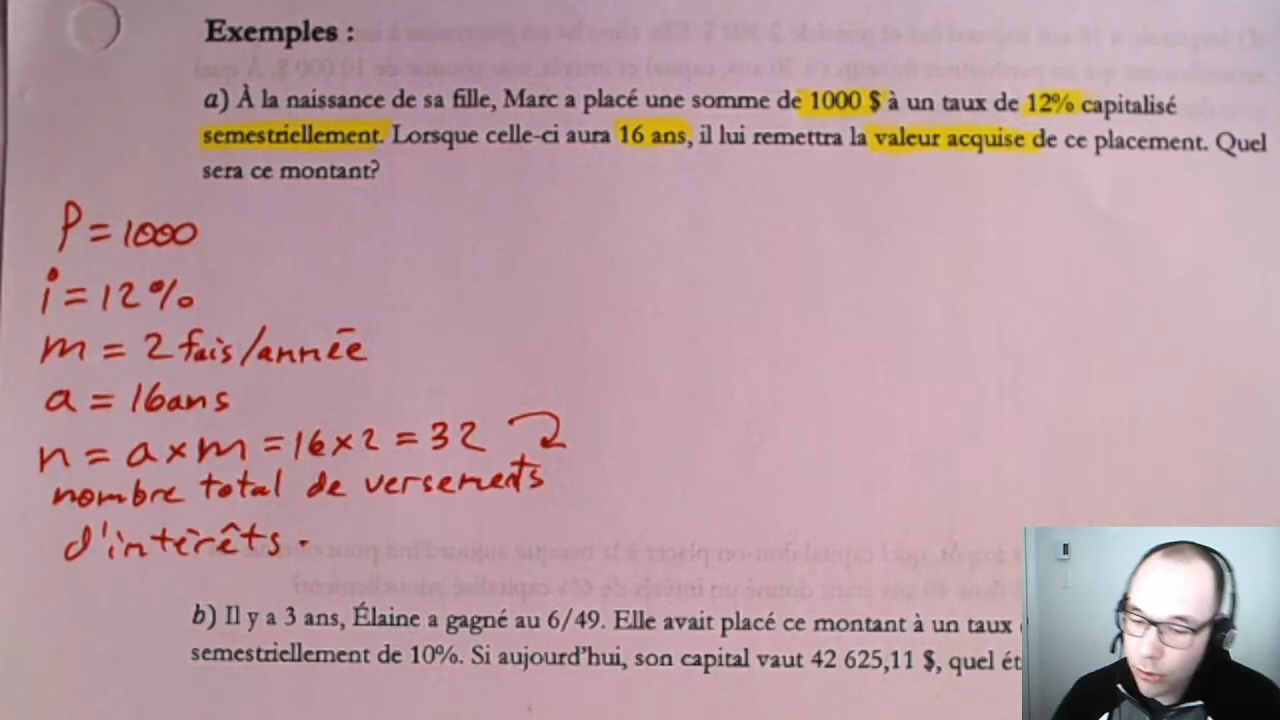 Exemples :
a) À la naissance de sa fille, Marc a placé une somme de 1000 $ à un taux de 12% capitalisé
semestriellement. Lorsque celle-ci aura 16 ans, il lui remettra la valeur acquise de ce placement. Quel
sera ce montant?
P = 1000
i = 12%
m = 2 fois/année
a = 16 ans
n = a × m = 16 × 2 = 32
nombre total de versements
d'intérêts.
b) Il y a 3 ans, Élaine a gagné au 6/49. Elle avait placé ce montant à un taux
semestriellement de 10%. Si aujourd'hui, son capital vaut 42 625,11 $, quel